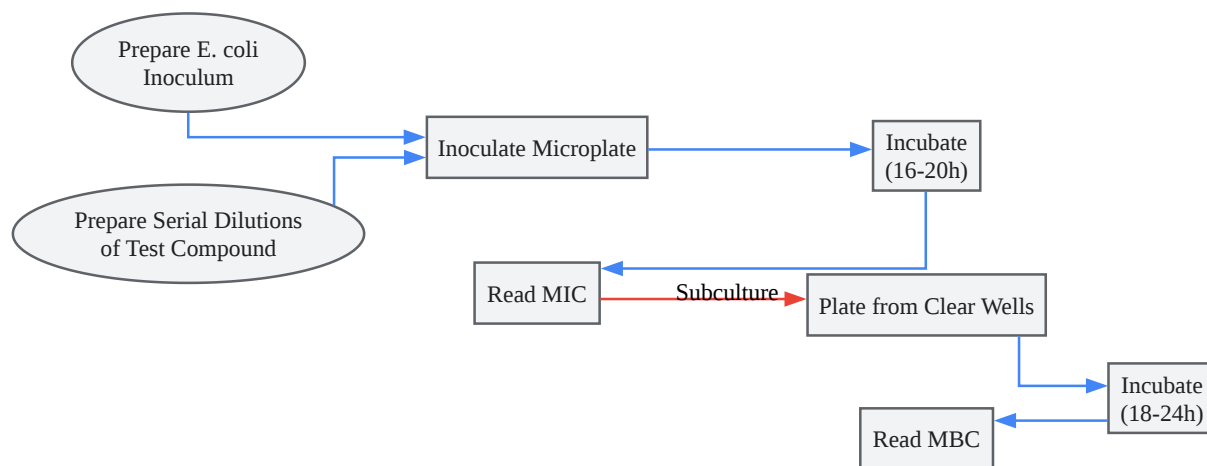 Prepare E. coli
Inoculum
Prepare Serial Dilutions
of Test Compound
Inoculate Microplate
Incubate
(16-20h)
Read MIC
Subculture
Plate from Clear Wells
Incubate
(18-24h)
Read MBC